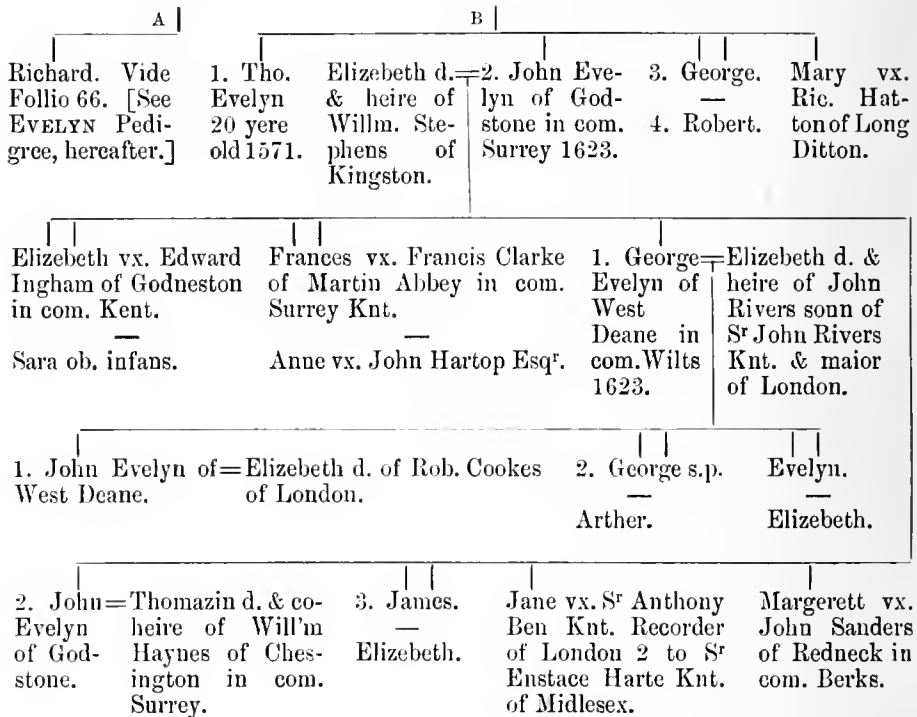 A
B
Richard. Vide
Follio 66. [See
EVELYN Pedi-
gree, hereafter.]
1. Tho.
Evelyn
20 yere
old 1571.
Elizebeth d.
& heire of
Willm. Ste-
phens of
Kingston.
2. John Eve-
lyn of God-
stone in com.
Surrey 1623.
3. George.
—
4. Robert.
Mary vx.
Ric. Hat-
ton of Long
Ditton.
Elizebeth vx. Edward
Ingham of Godneston
in com. Kent.
—
Sara ob. infans.
Frances vx. Francis Clarke
of Martin Abbey in com.
Surrey Knt.
—
Anne vx. John Hartop Esqr.
1. George
Evelyn of
West
Deane in
com. Wilts
1623.
Elizebeth d. &
heire of John
Rivers sonn of
Sr John Rivers
Knt. & maior
of London.
1. John Evelyn of
West Deane.
Elizebeth d. of Rob. Cookes
of London.
2. George s.p.
—
Arther.
Evelyn.
—
Elizebeth.
2. John
Evelyn
of God-
stone.
Thomazin d. & co-
heire of Will'm
Haynes of Ches-
ington in com.
Surrey.
3. James.
—
Elizebeth.
Jane vx. Sr Anthony
Ben Knt. Recorder
of London 2 to Sr
Enstace Harte Knt.
of Midlesex.
Margerett vx.
John Sanders
of Redneck in
com. Berks.